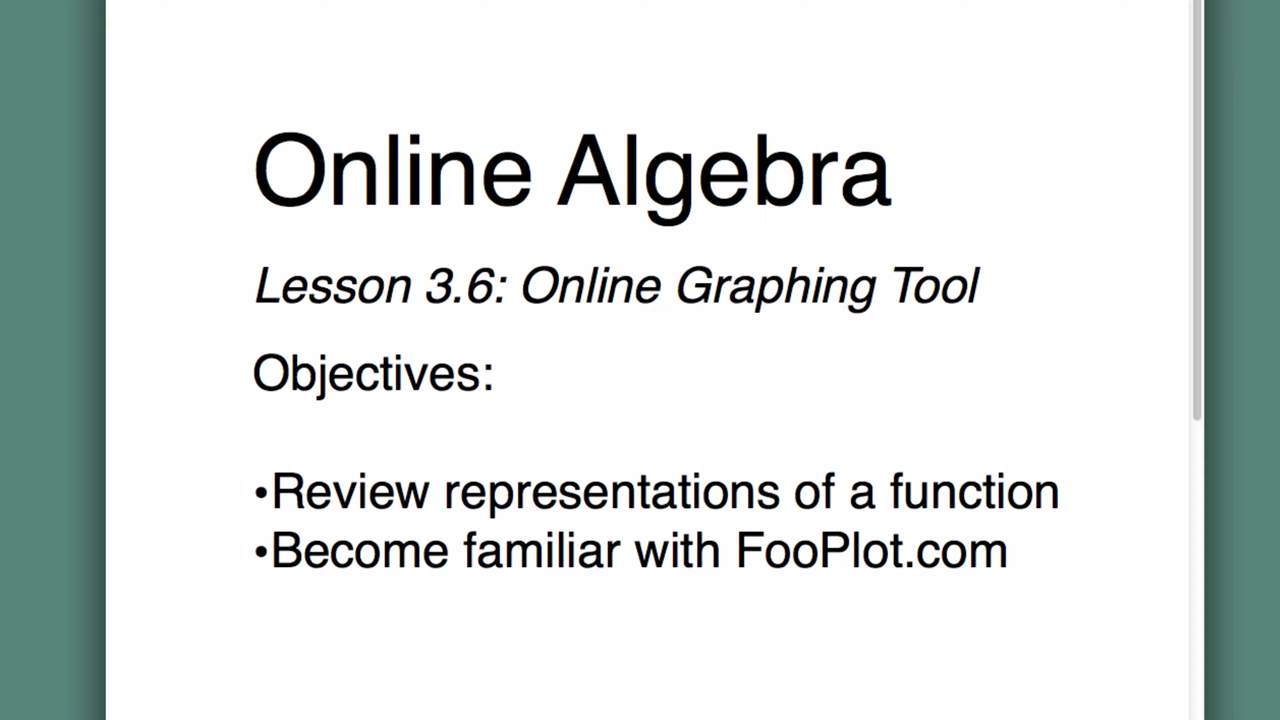 Online Algebra
Lesson 3.6: Online Graphing Tool
Objectives:
•Review representations of a function
•Become familiar with FooPlot.com